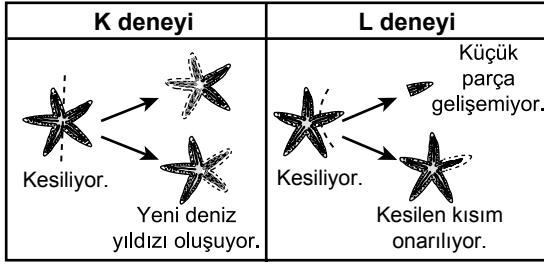 K deneyi
Kesiliyor.
Yeni deniz
yıldızı oluşuyor.
L deneyi
Küçük
parça
gelişemiyor.
Kesiliyor.
Kesilen kısım
onarılıyor.